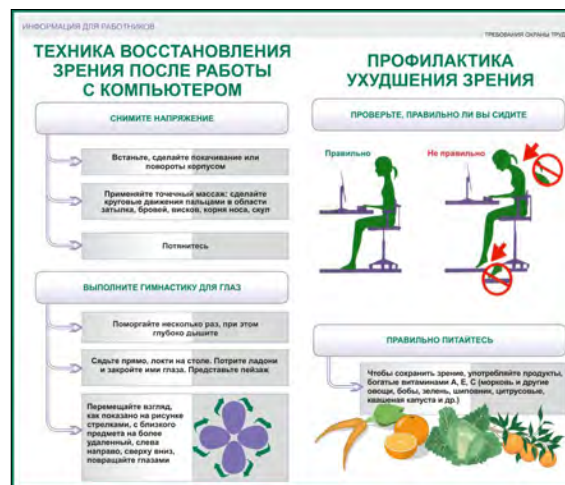 ИНФОРМАЦИЯ ДЛЯ РАБОТНИКОВ
ТРЕБОВАНИЯ ОХРАНЫ ТРУД
ТЕХНИКА ВОССТАНОВЛЕНИЯ
ЗРЕНИЯ ПОСЛЕ РАБОТЫ
С КОМПЬЮТЕРОМ
СНИМИТЕ НАПРЯЖЕНИЕ
Встаньте, сделайте покачивание или
повороты корпусом
Применяйте точечный массаж: сделайте
круговые движения пальцами в области
затылка, бровей, висков, корня носа, скул
Потянитесь
ВЫПОЛНИТЕ ГИМНАСТИКУ ДЛЯ ГЛАЗ
Поморгайте несколько раз, при этом
глубоко дышите
Сядьте прямо, локти на столе. Потрите ладони
и закройте ими глаза. Представьте пейзаж
Перемещайте взгляд,
как показано на рисунке
стрелками, с близкого
предмета на более
удаленный, слева
направо, сверху вниз,
повращайте глазами
ПРОФИЛАКТИКА
УХУДШЕНИЯ ЗРЕНИЯ
ПРОВЕРЬТЕ, ПРАВИЛЬНО ЛИ ВЫ СИДИТЕ
Правильно
Не правильно
ПРАВИЛЬНО ПИТАЙТЕСЬ
Чтобы сохранить зрение, употребляйте продукты,
богатые витаминами А, Е, С (морковь и другие
овощи, бобы, зелень, шиповник, цитрусовые,
квашеная капуста и др.)